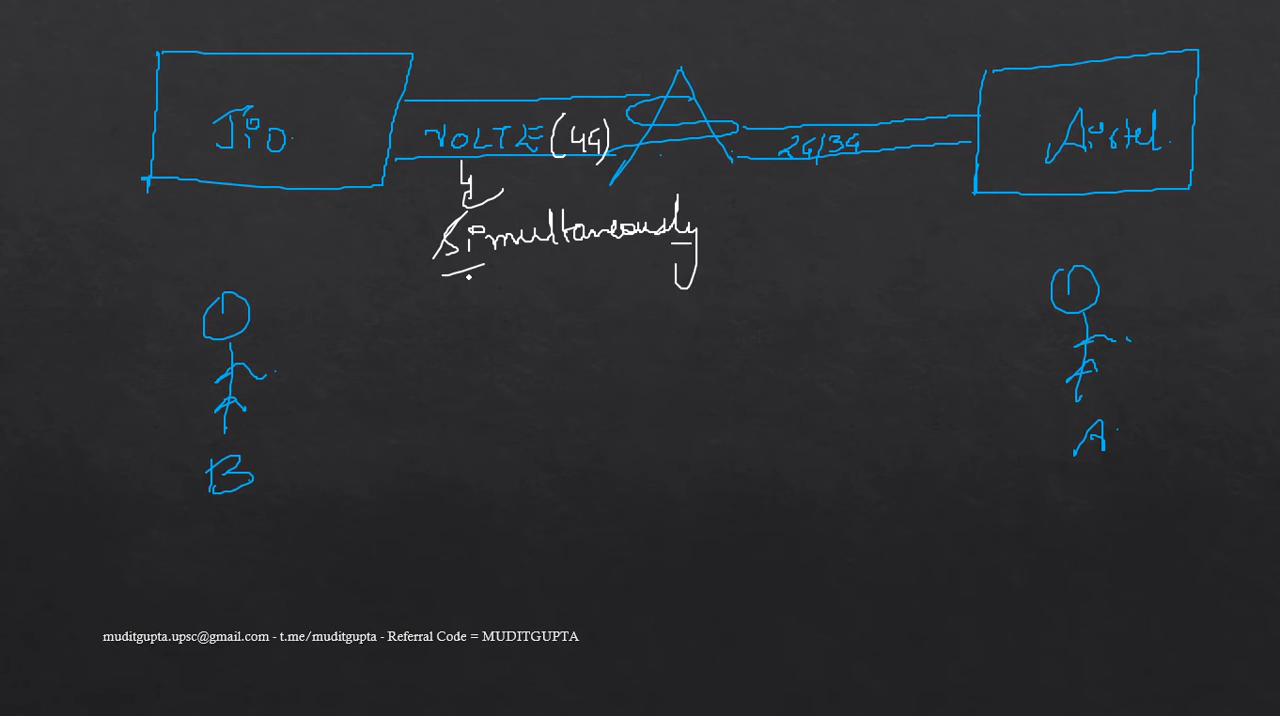 Jio.
VOLTE (4G)
2G/3G
Airtel.
Simultaneously
B
A
muditgupta.upsc@gmail.com - t.me/muditgupta - Referral Code = MUDITGUPTA